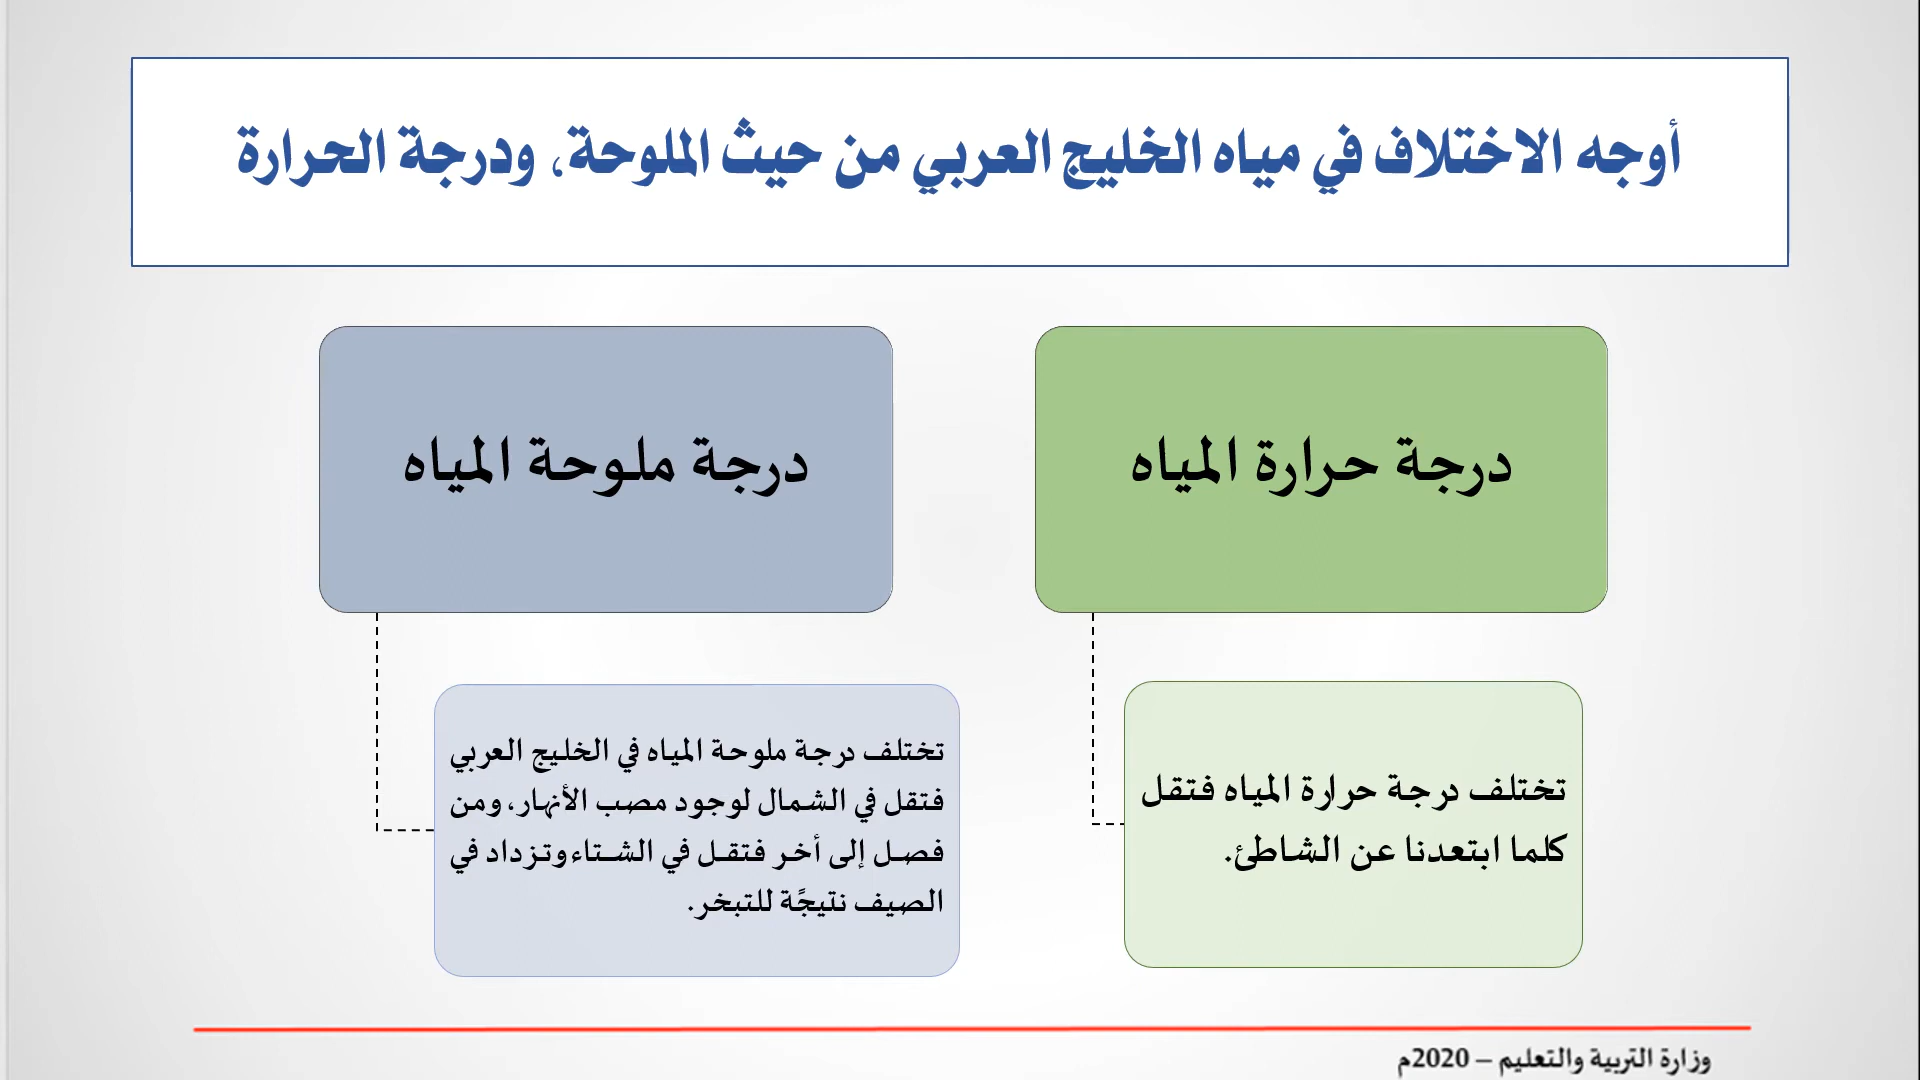 أوجه الاختلاف في مياه الخليج العربي من حيث الملوحة، ودرجة الحرارة
درجة حرارة المياه
تختلف درجة حرارة المياه فتقل
كلما ابتعدنا عن الشاطئ.
درجة ملوحة المياه
تختلف درجة ملوحة المياه في الخليج العربي
فتقل في الشمال لوجود مصب الأنهار، ومن
فصل إلى أخر فتقل في الشتاء وتزداد في
الصيف نتيجًة للتبخر.
وزارة التربية والتعليم – 2020م